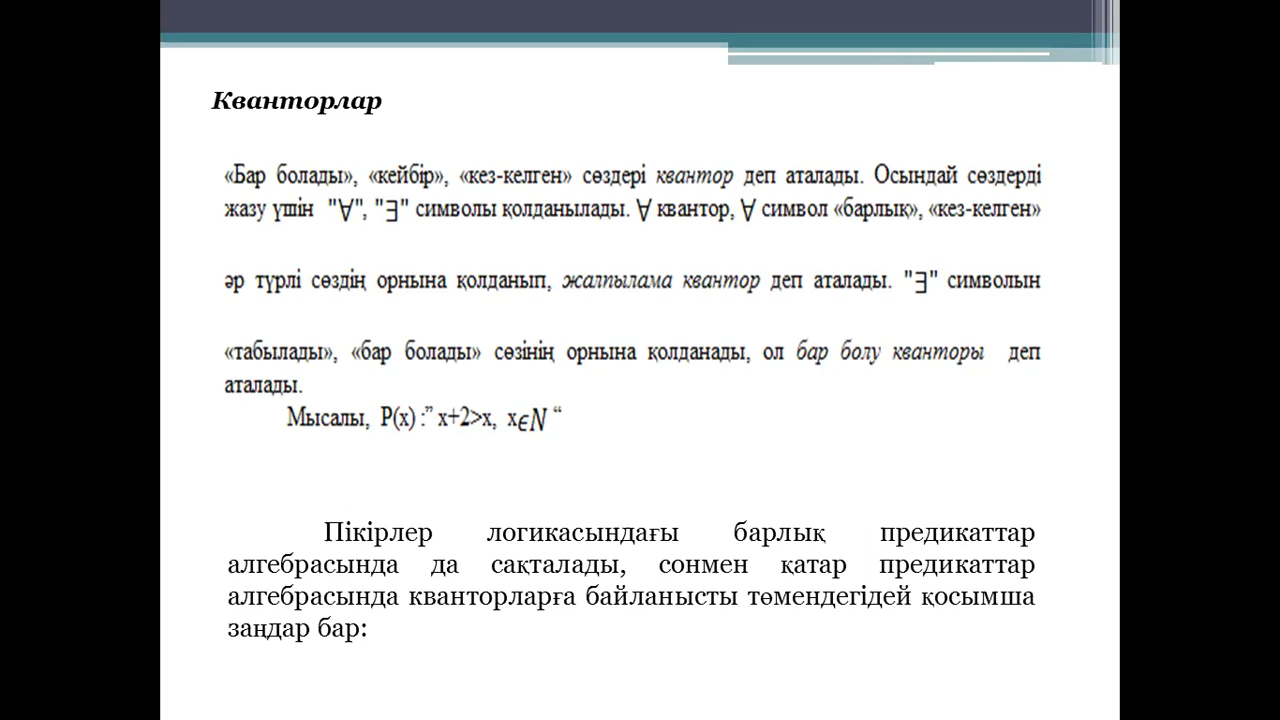 Кванторлар
«Бар болады», «кейбір», «кез-келген» сөздері квантор деп аталады. Осындай сөздерді
жазу үшін "∀", "∃" символы қолданылады. ∀ квантор, ∀ символ «барлық», «кез-келген»
әр түрлі сөздің орнына қолданып, жалпылама квантор деп аталады. "∃" символын
«табылады», «бар болады» сөзінің орнына қолданады, ол бар болу кванторы деп
аталады.
Мысалы, P(x) :” x+2>x, xϵN “
Пікірлер логикасындағы барлық предикаттар
алгебрасында да сақталады, сонмен қатар предикаттар
алгебрасында кванторларға байланысты төмендегідей қосымша
заңдар бар: